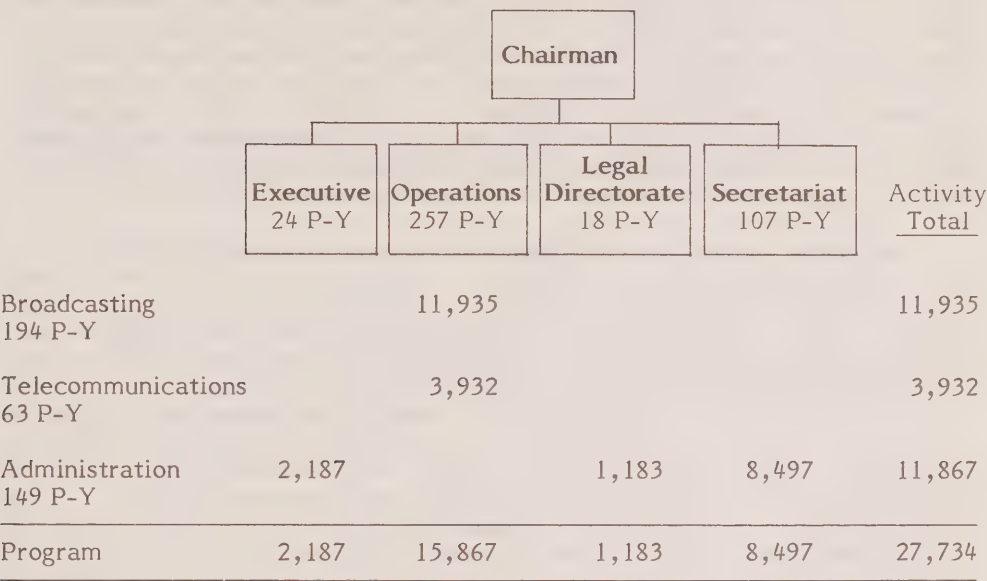 Chairman
Legal
Executive Operations Directorate Secretariat Activity
24 P-Y 257 P-Y 18 P-Y 107 P-Y Total
Broadcasting 11,935 11,935
194 P-Y
Telecommunications 3,932 3,932
63 P-Y
Administration 2,187 1,183 8,497 11,867
149 P-Y
Program 2,187 15,867 1,183 8,497 27,734